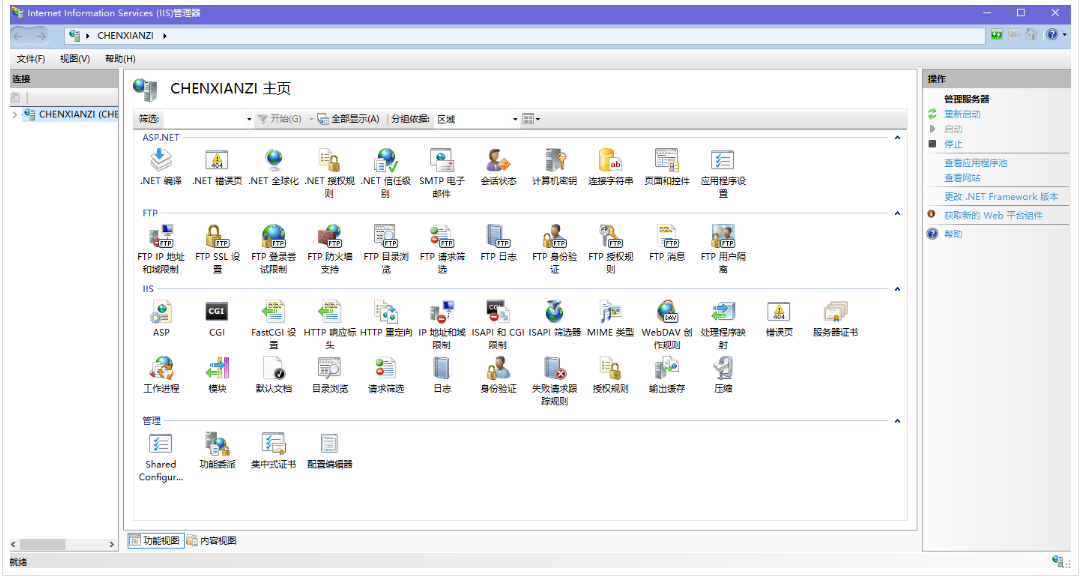 Internet Information Services (IIS)管理器
CHENXIANZI
文件(F) 视图(V) 帮助(H)
连接
CHENXIANZI (CHE
CHENXIANZI 主页
筛选: 开始(G) 全部显示(A) 分组依据: 区域
ASP.NET
.NET 编译 .NET 错误页 .NET 全球化 .NET 授权规则 .NET 信任级别 SMTP 电子邮件 会话状态 计算机密钥 连接字符串 页面和控件 应用程序设置
FTP
FTP IP 地址和域限制 FTP SSL 设置 FTP 登录尝试限制 FTP 防火墙支持 FTP 目录浏览 FTP 请求筛选 FTP 日志 FTP 身份验证 FTP 授权规则 FTP 消息 FTP 用户隔离
IIS
ASP CGI FastCGI 设置 HTTP 响应标头 HTTP 重定向 IP 地址和域限制 ISAPI 和 CGI 限制 ISAPI 筛选器 MIME 类型 WebDAV 创作规则 处理程序映射 错误页 服务器证书
工作进程 模块 默认文档 目录浏览 请求筛选 日志 身份验证 失败请求跟踪规则 授权规则 输出缓存 压缩
管理
Shared Configur... 功能委派 集中式证书 配置编辑器
功能视图 内容视图
操作
管理服务器
重新启动
启动
停止
查看应用程序池
查看网站
更改 .NET Framework 版本
获取新的 Web 平台组件
帮助
就绪